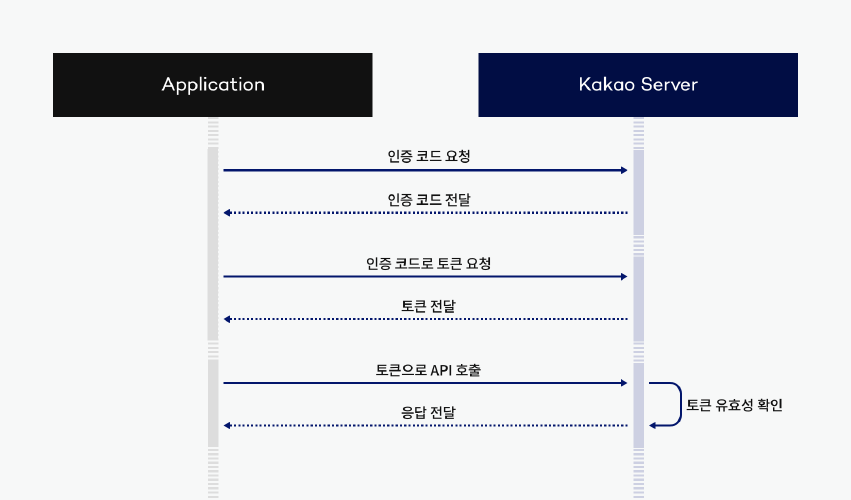 Application
Kakao Server
인증 코드 요청
인증 코드 전달
인증 코드로 토큰 요청
토큰 전달
토큰으로 API 호출
토큰 유효성 확인
응답 전달